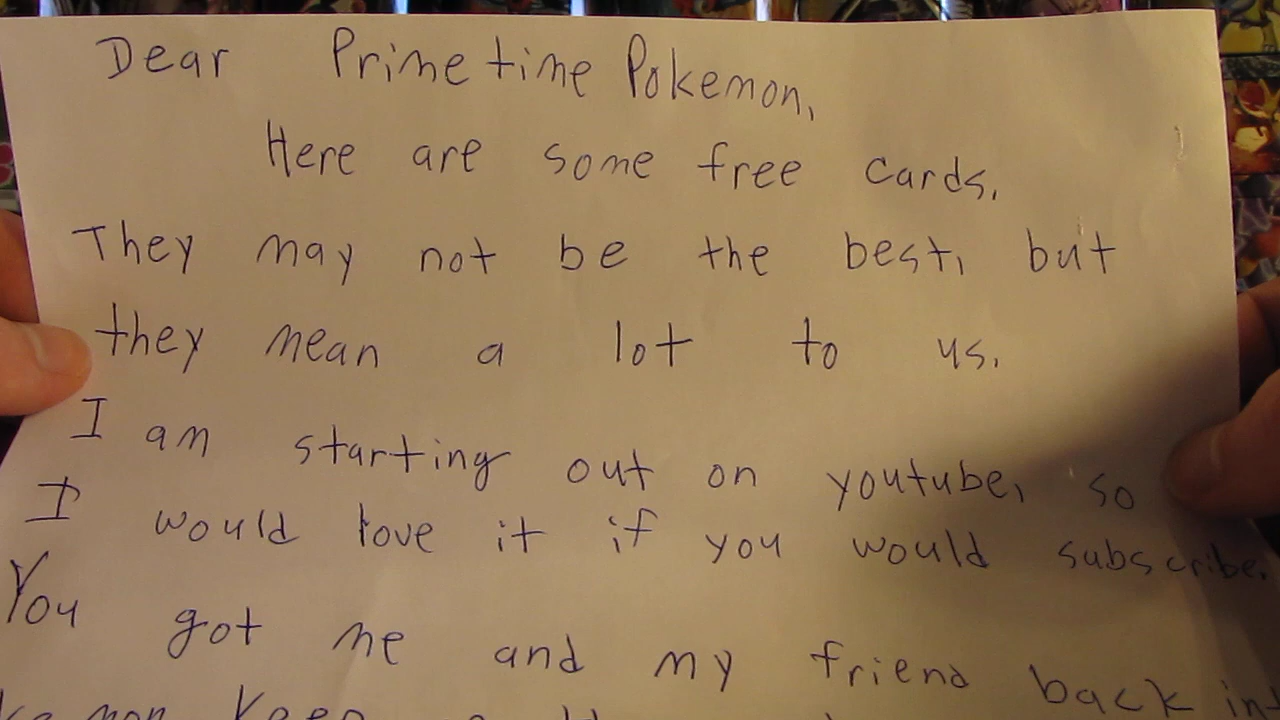 Dear Primetime Pokemon,
Here are some free cards.
They may not be the best, but
they mean a lot to us.
I am starting out on youtube, so
I would love it if you would subscribe.
You got me and my friend back